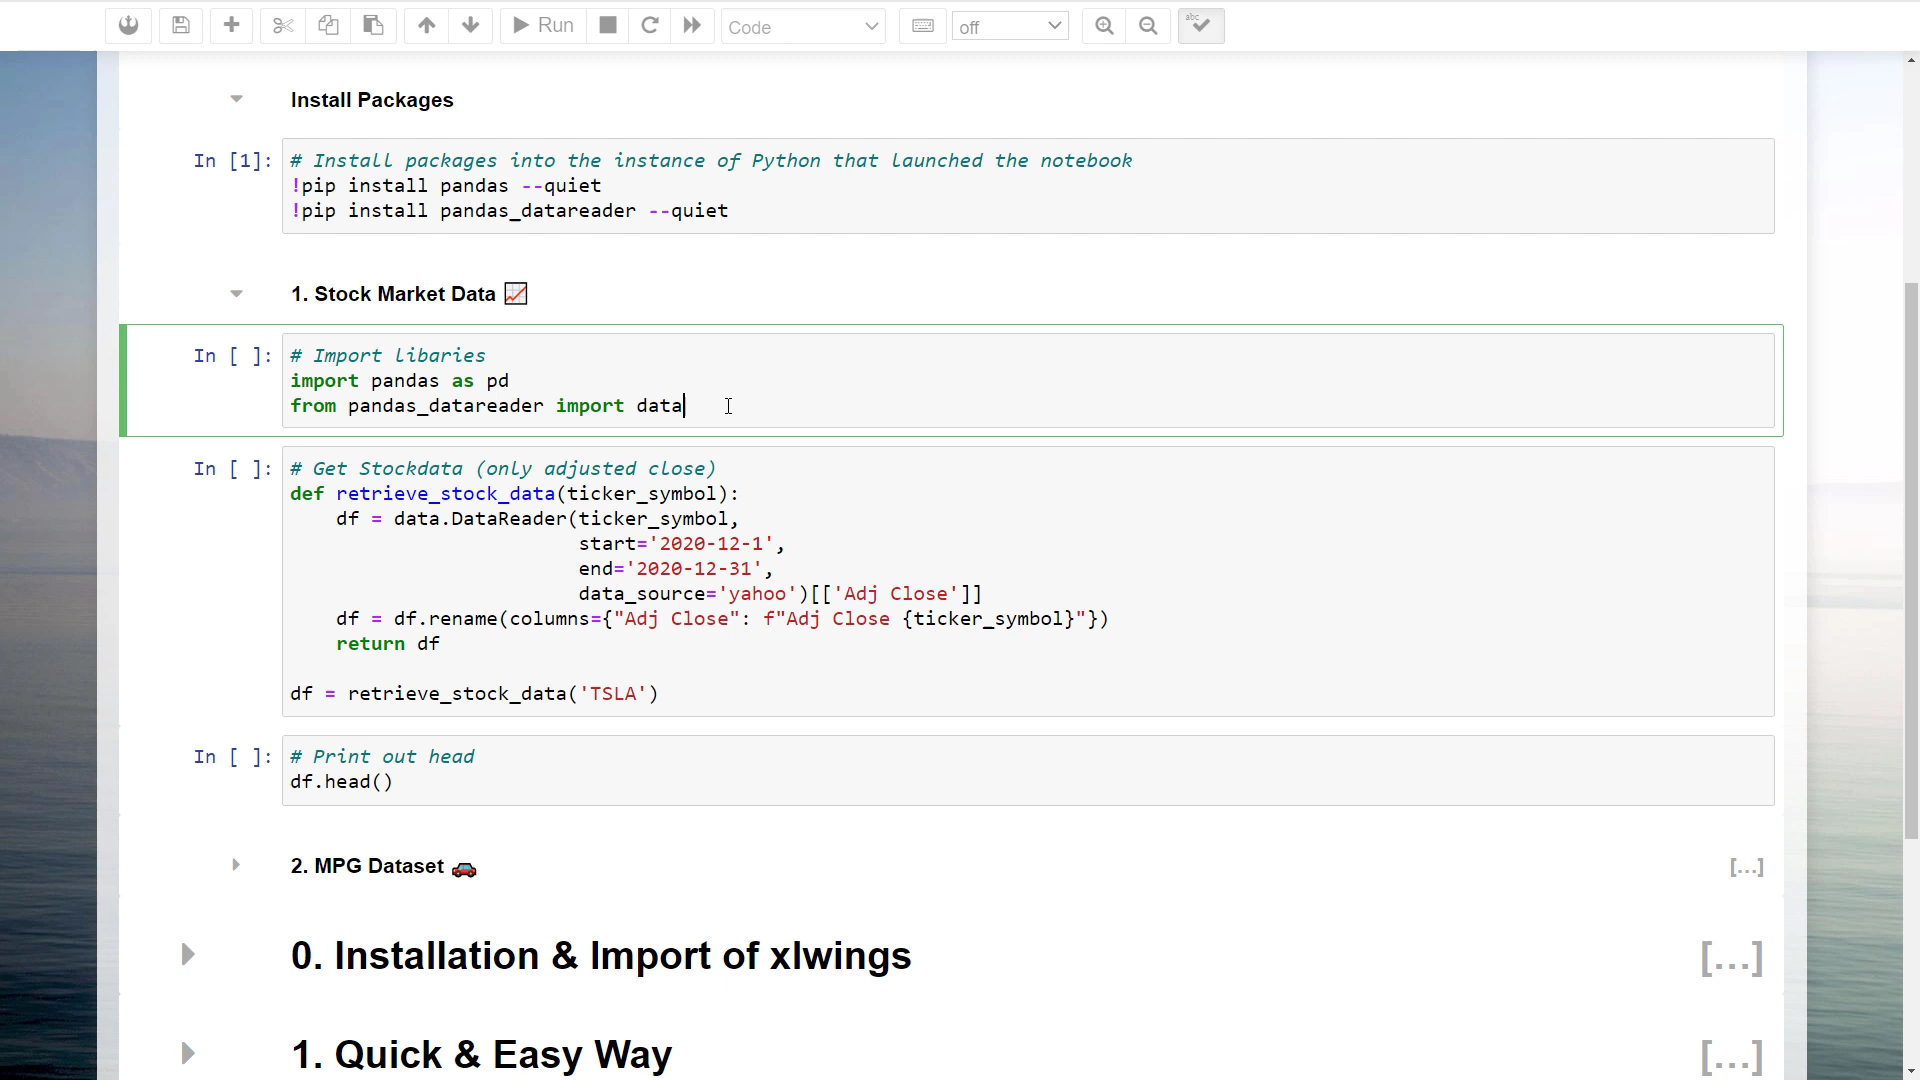 Run
Code
off
abc
Install Packages
In [1]:
# Install packages into the instance of Python that launched the notebook
!pip install pandas --quiet
!pip install pandas_datareader --quiet
1. Stock Market Data
In [ ]:
# Import libaries
import pandas as pd
from pandas_datareader import data
In [ ]:
# Get Stockdata (only adjusted close)
def retrieve_stock_data(ticker_symbol):
    df = data.DataReader(ticker_symbol,
                         start='2020-12-1',
                         end='2020-12-31',
                         data_source='yahoo')[['Adj Close']]
    df = df.rename(columns={"Adj Close": f"Adj Close {ticker_symbol}"})
    return df
df = retrieve_stock_data('TSLA')
In [ ]:
# Print out head
df.head()
2. MPG Dataset
[...]
0. Installation & Import of xlwings
[...]
1. Quick & Easy Way
[...]